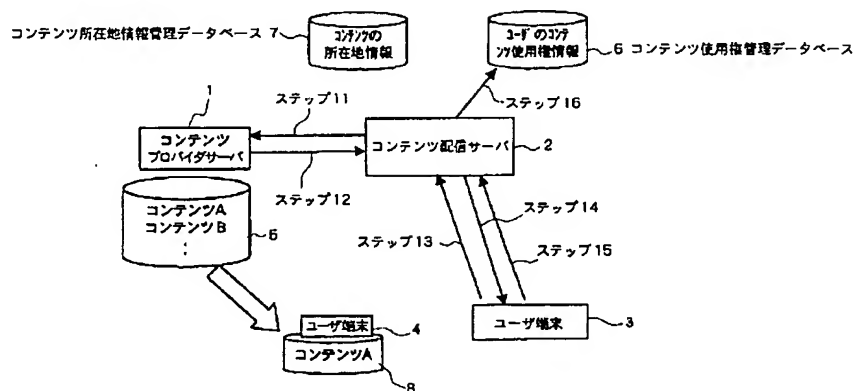 コンテンツ所在地情報管理データベース 7
コンテンツの
所在地情報
ユーザのコンテ
ンツ使用権情報
6 コンテンツ使用権管理データベース
1
ステップ11
ステップ16
コンテンツ
プロバイダサーバ
コンテンツ配信サーバ
2
ステップ12
コンテンツA
コンテンツB
⋮
5
ステップ13
ステップ14
ステップ15
ユーザ端末
4
ユーザ端末
3
コンテンツA
8